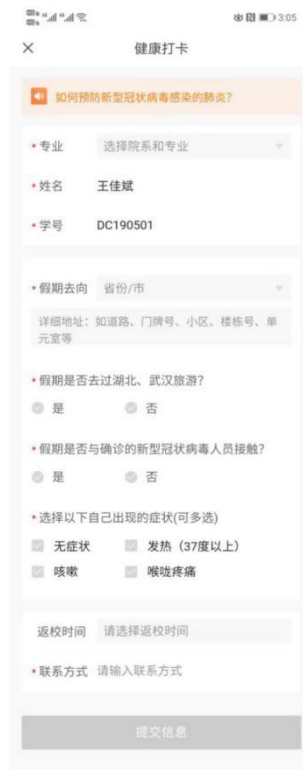 3:05
健康打卡
如何预防新型冠状病毒感染的肺炎？
*专业 选择院系和专业
*姓名 王佳斌
*学号 DC190501
*假期去向 省份/市
详细地址：如道路、门牌号、小区、楼栋号、单
元室等
*假期是否去过湖北、武汉旅游？
是 否
*假期是否与确诊的新型冠状病毒人员接触？
是 否
*选择以下自己出现的症状(可多选)
无症状 发热（37度以上）
咳嗽 喉咙疼痛
返校时间 请选择返校时间
*联系方式 请输入联系方式
提交信息